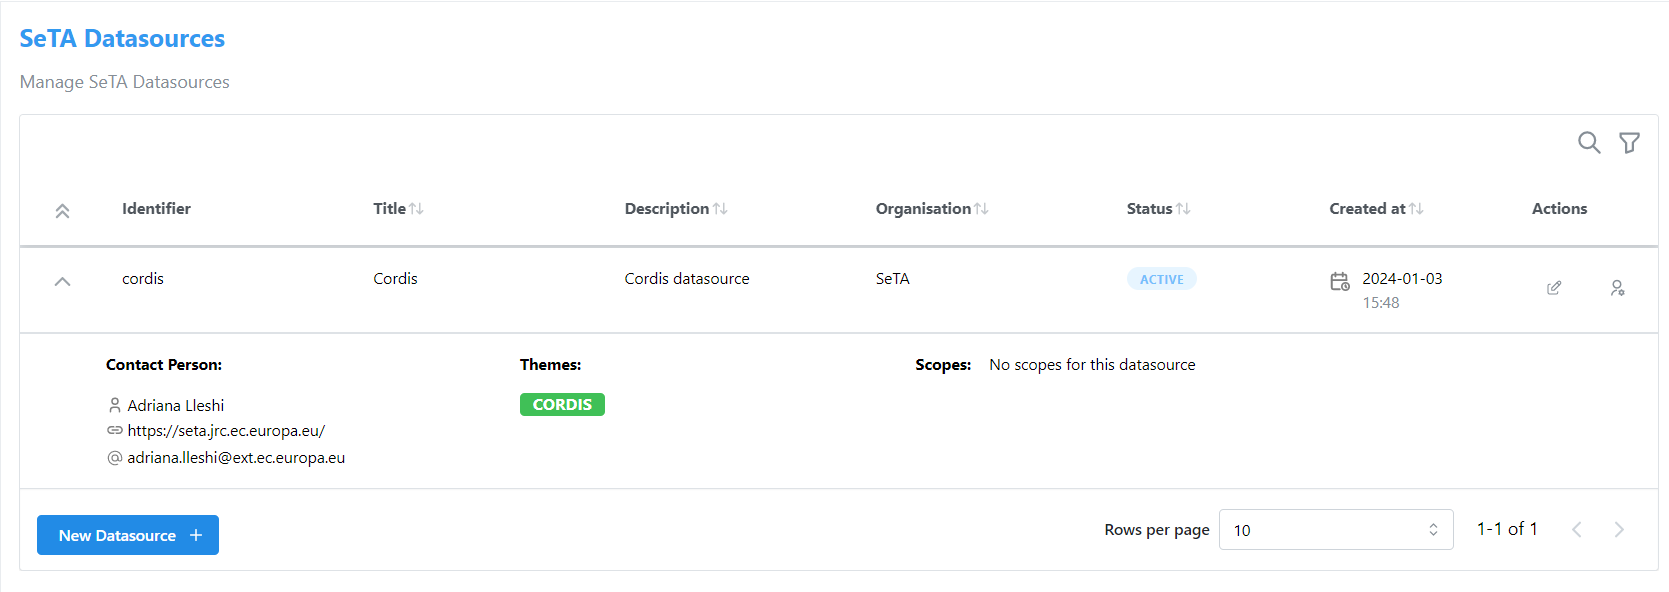 SeTA Datasources
Manage SeTA Datasources
Identifier Title Description Organisation Status Created at Actions
cordis Cordis Cordis datasource SeTA ACTIVE 2024-01-03
15:48
Contact Person: Themes: Scopes: No scopes for this datasource
Adriana Lleshi CORDIS
https://seta.jrc.ec.europa.eu/
adriana.lleshi@ext.ec.europa.eu
New Datasource + Rows per page 10 1-1 of 1